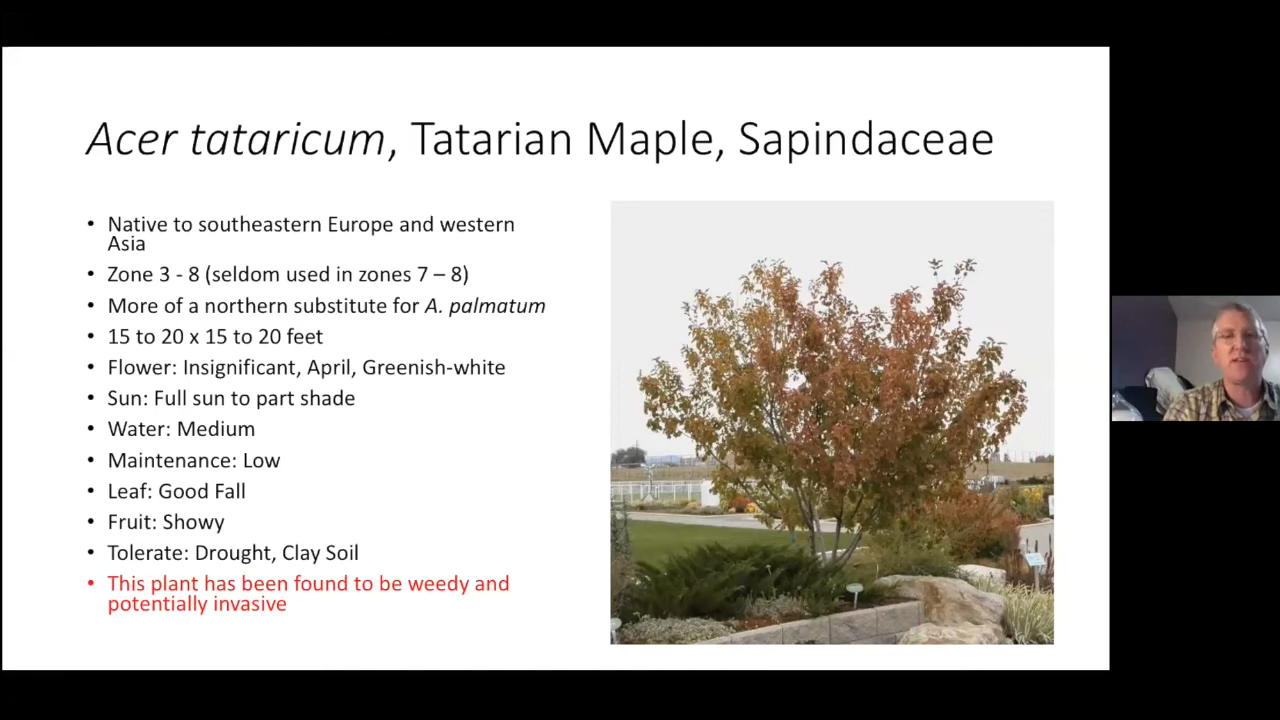 Acer tataricum, Tatarian Maple, Sapindaceae
• Native to southeastern Europe and western
Asia
• Zone 3 - 8 (seldom used in zones 7 – 8)
• More of a northern substitute for A. palmatum
• 15 to 20 x 15 to 20 feet
• Flower: Insignificant, April, Greenish-white
• Sun: Full sun to part shade
• Water: Medium
• Maintenance: Low
• Leaf: Good Fall
• Fruit: Showy
• Tolerate: Drought, Clay Soil
• This plant has been found to be weedy and
potentially invasive